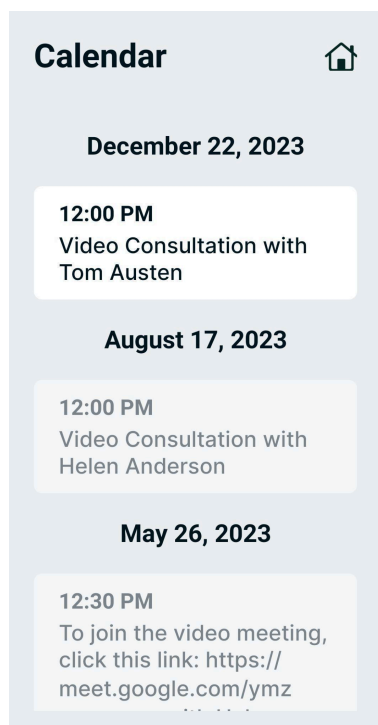 Calendar
December 22, 2023
12:00 PM
Video Consultation with
Tom Austen
August 17, 2023
12:00 PM
Video Consultation with
Helen Anderson
May 26, 2023
12:30 PM
To join the video meeting,
click this link: https://
meet.google.com/ymz